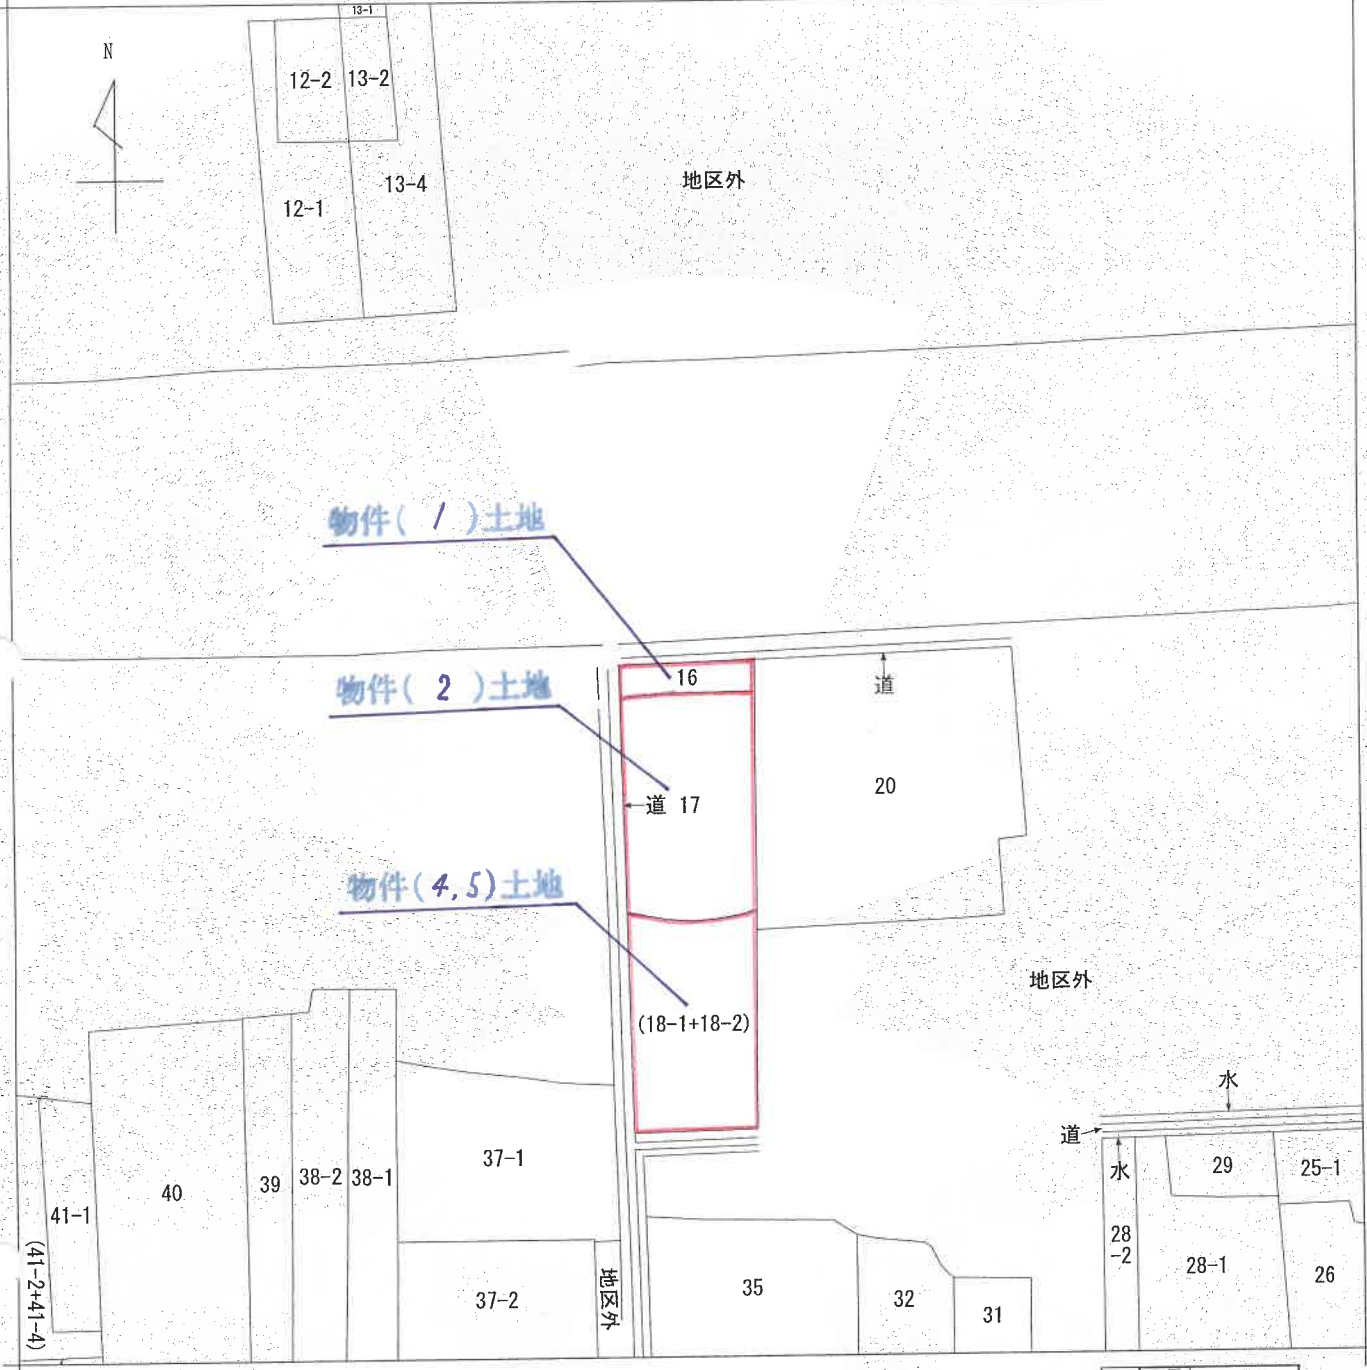 13-1
N
12-2
13-2
13-4
地区外
12-1
物件( 1 )土地
16
物件( 2 )土地
道
20
道 17
物件(4,5)土地
地区外
(18-1+18-2)
水
道
37-1
29
25-1
水
38-2
38-1
39
40
41-1
28
-2
28-1
26
(41-2+41-4)
地区外
37-2
35
32
31